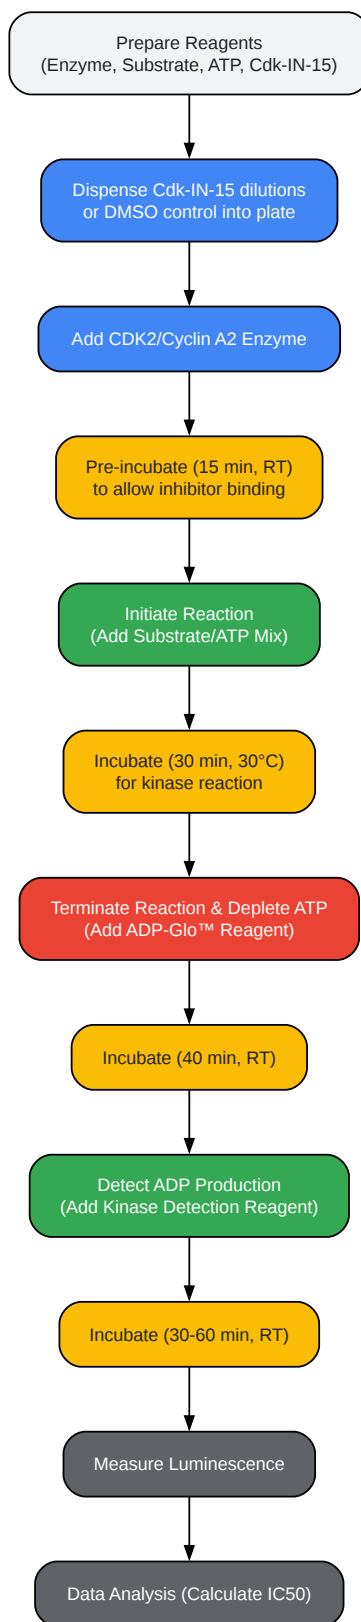 Prepare Reagents
(Enzyme, Substrate, ATP, Cdk-IN-15)
Dispense Cdk-IN-15 dilutions
or DMSO control into plate
Add CDK2/Cyclin A2 Enzyme
Pre-incubate (15 min, RT)
to allow inhibitor binding
Initiate Reaction
(Add Substrate/ATP Mix)
Incubate (30 min, 30°C)
for kinase reaction
Terminate Reaction & Deplete ATP
(Add ADP-Glo™ Reagent)
Incubate (40 min, RT)
Detect ADP Production
(Add Kinase Detection Reagent)
Incubate (30-60 min, RT)
Measure Luminescence
Data Analysis (Calculate IC50)